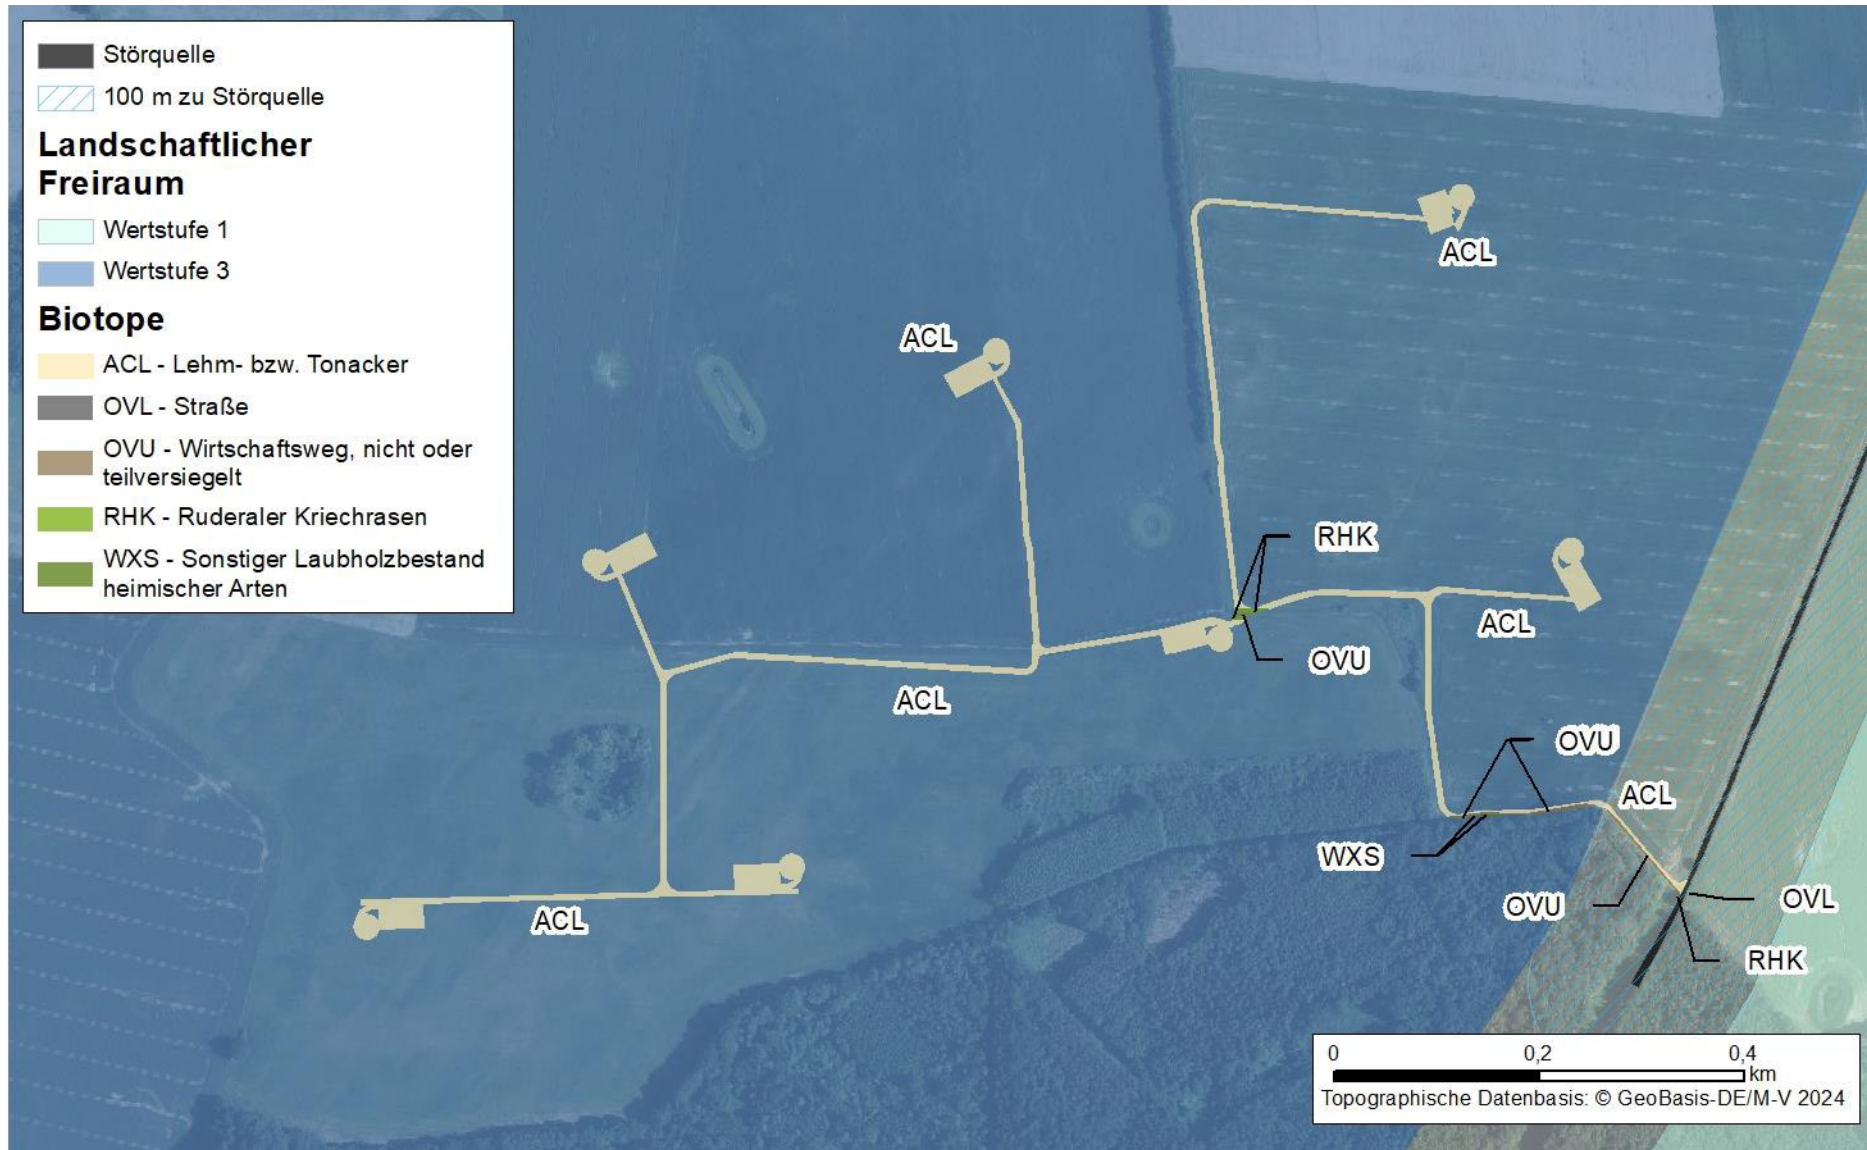 Störquelle
100 m zu Störquelle
Landschaftlicher
Freiraum
Wertstufe 1
Wertstufe 3
Biotope
ACL - Lehm- bzw. Tonacker
OVL - Straße
OVU - Wirtschaftsweg, nicht oder
teilversiegelt
RHK - Ruderaler Kriechrasen
WXS - Sonstiger Laubholzbestand
heimischer Arten
ACL
ACL
RHK
ACL
OVU
ACL
OVU
ACL
WXS
OVU
OVL
ACL
RHK
0 0,2 0,4
km
Topographische Datenbasis: © GeoBasis-DE/M-V 2024